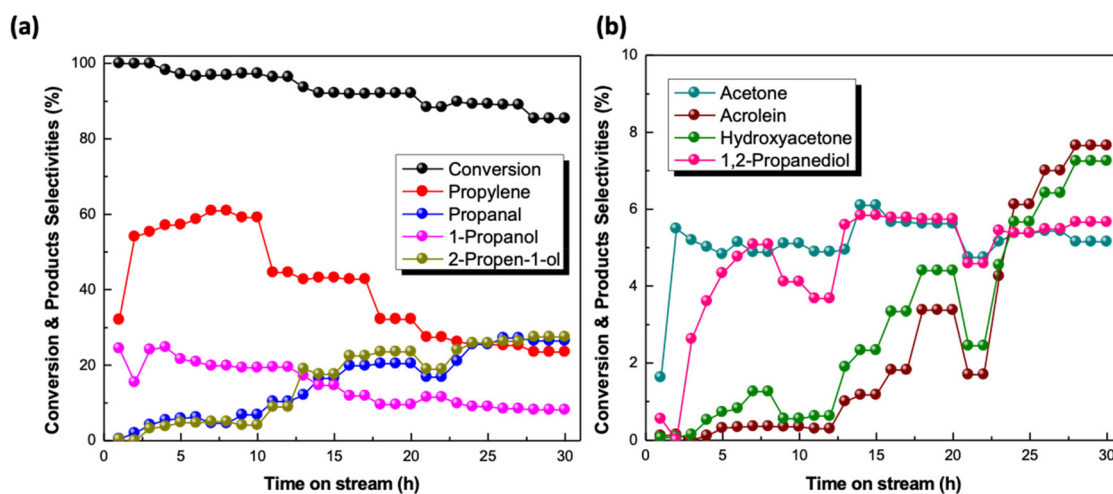 (a)
Conversion & Products Selectivities (%)
100
80
60
40
20
0
Conversion
Propylene
Propanal
1-Propanol
2-Propen-1-ol
0 5 10 15 20 25 30
Time on stream (h)
(b)
Conversion & Products Selectivities (%)
10
8
6
4
2
0
Acetone
Acrolein
Hydroxyacetone
1,2-Propanediol
0 5 10 15 20 25 30
Time on stream (h)